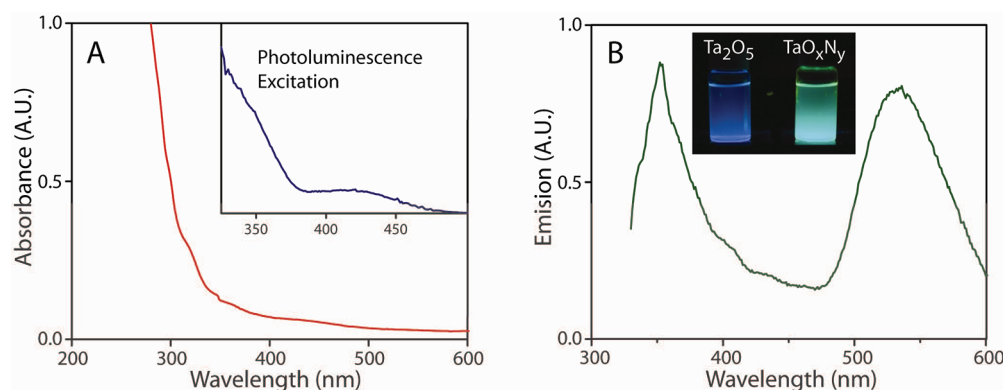 A
Photoluminescence
Excitation
Absorbance (A.U.)
1.0
0.5
0.0
350 400 450
200 300 400 500 600
Wavelength (nm)
B
Ta₂O₅ TaOₓNᵧ
Emision (A.U.)
1.0
0.5
0.0
300 400 500 600
Wavelength (nm)